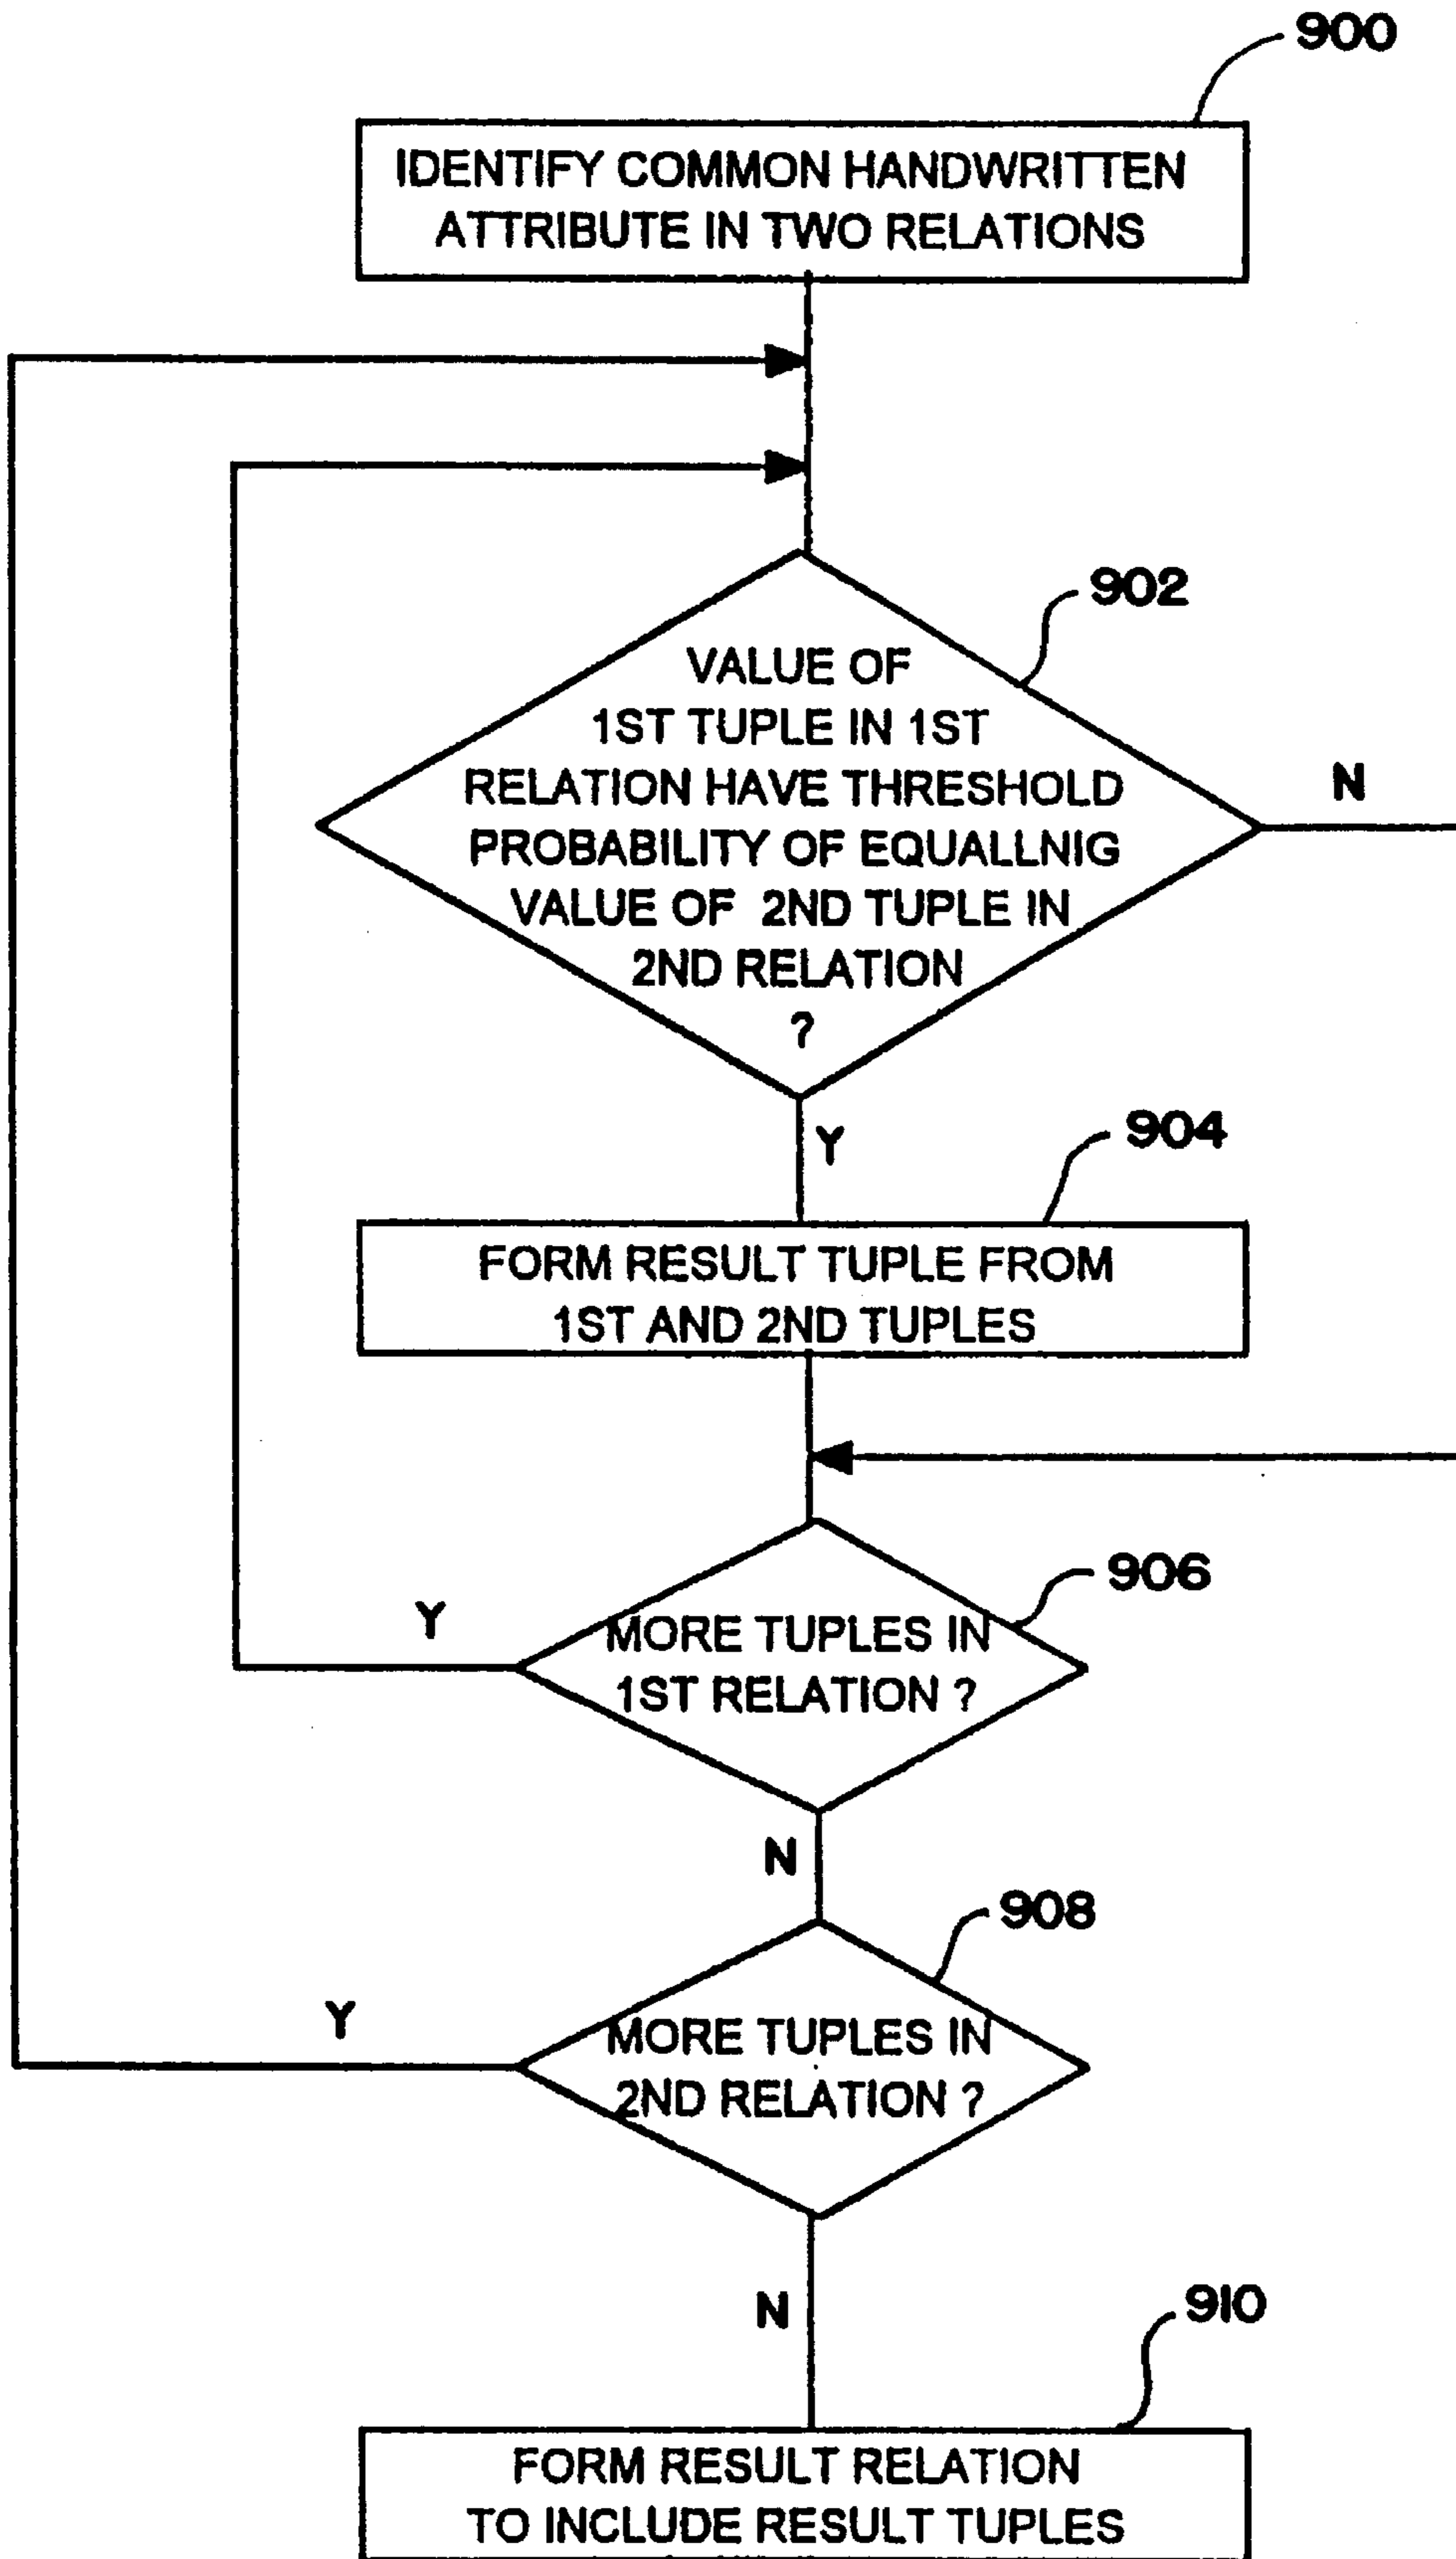 900
IDENTIFY COMMON HANDWRITTEN
ATTRIBUTE IN TWO RELATIONS
902
VALUE OF
1ST TUPLE IN 1ST
RELATION HAVE THRESHOLD
PROBABILITY OF EQUALLNIG
VALUE OF 2ND TUPLE IN
2ND RELATION
?
N
Y
904
FORM RESULT TUPLE FROM
1ST AND 2ND TUPLES
906
Y
MORE TUPLES IN
1ST RELATION ?
N
908
Y
MORE TUPLES IN
2ND RELATION ?
N
910
FORM RESULT RELATION
TO INCLUDE RESULT TUPLES